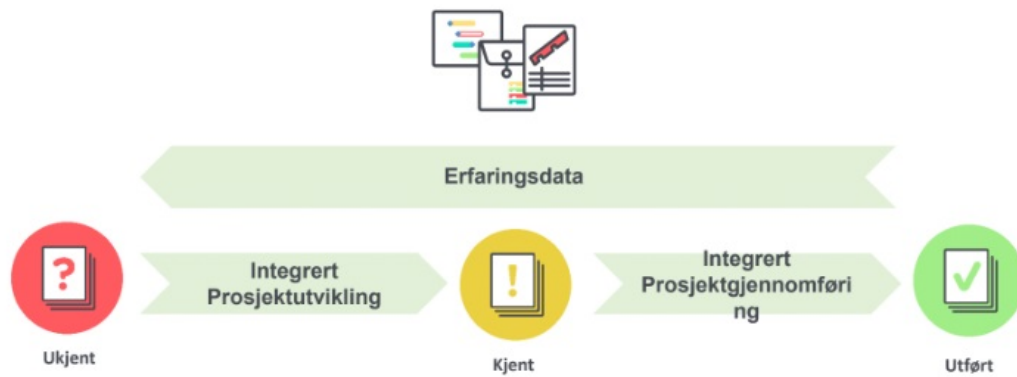 Erfaringsdata
Integrert
Prosjektutvikling
Integrert
Prosjektgjennomføri
ng
Ukjent
Kjent
Utført